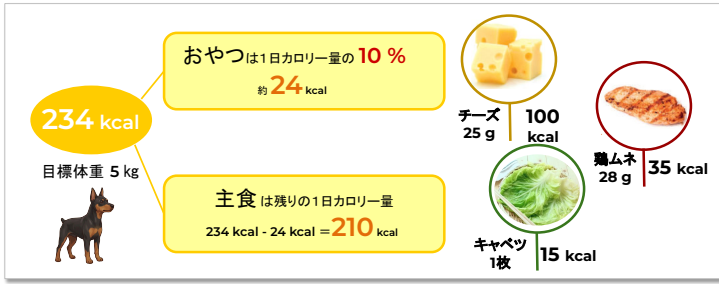 おやつは1日カロリー量の 10 %
約 24 kcal
234 kcal
目標体重 5 kg
主食 は残りの1日カロリー量
234 kcal - 24 kcal = 210 kcal
チーズ
25 g
100
kcal
鶏ムネ
28 g
35 kcal
キャベツ
1枚
15 kcal